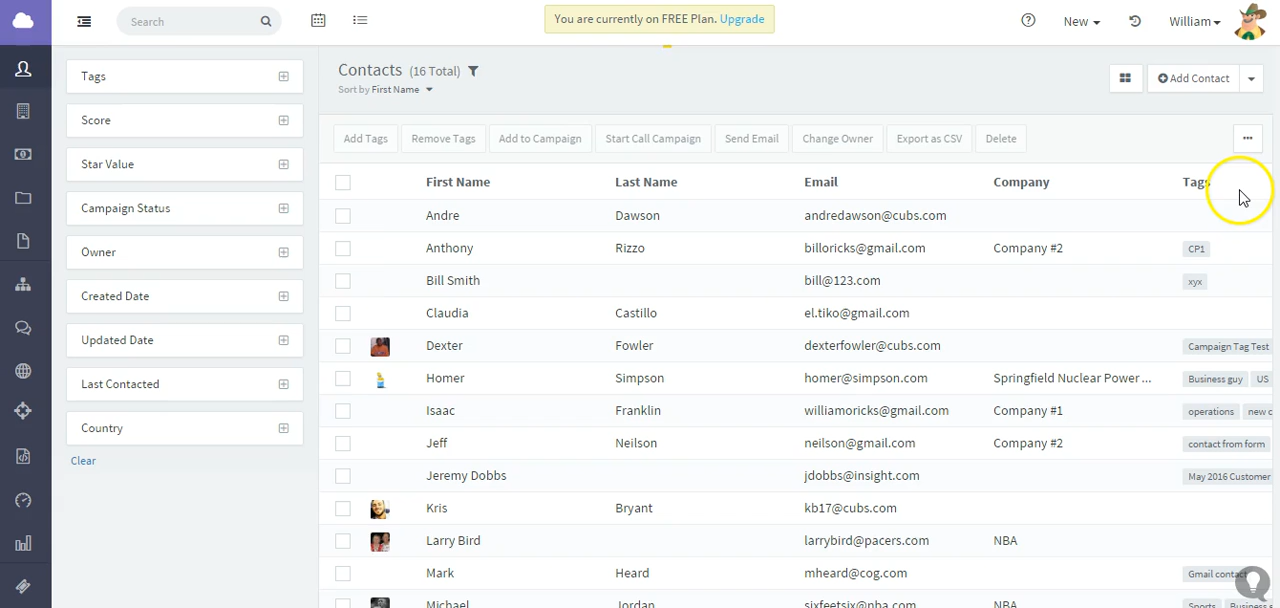 Search
You are currently on FREE Plan. Upgrade
New
William
Tags
Score
Star Value
Campaign Status
Owner
Created Date
Updated Date
Last Contacted
Country
Clear
Contacts (16 Total)
Sort by First Name
Add Contact
Add Tags Remove Tags Add to Campaign Start Call Campaign Send Email Change Owner Export as CSV Delete
First Name Last Name Email Company Tags
Andre Dawson andredawson@cubs.com
Anthony Rizzo billoricks@gmail.com Company #2 CP1
Bill Smith bill@123.com xyx
Claudia Castillo el.tiko@gmail.com
Dexter Fowler dexterfowler@cubs.com Campaign Tag Test
Homer Simpson homer@simpson.com Springfield Nuclear Power ... Business guy US
Isaac Franklin williamoricks@gmail.com Company #1 operations new c
Jeff Neilson neilson@gmail.com Company #2 contact from form
Jeremy Dobbs jdobbs@insight.com May 2016 Customer
Kris Bryant kb17@cubs.com
Larry Bird larrybird@pacers.com NBA
Mark Heard mheard@cog.com Gmail contact
Michael Jordan sixfeetsix@nba.com Sports Business